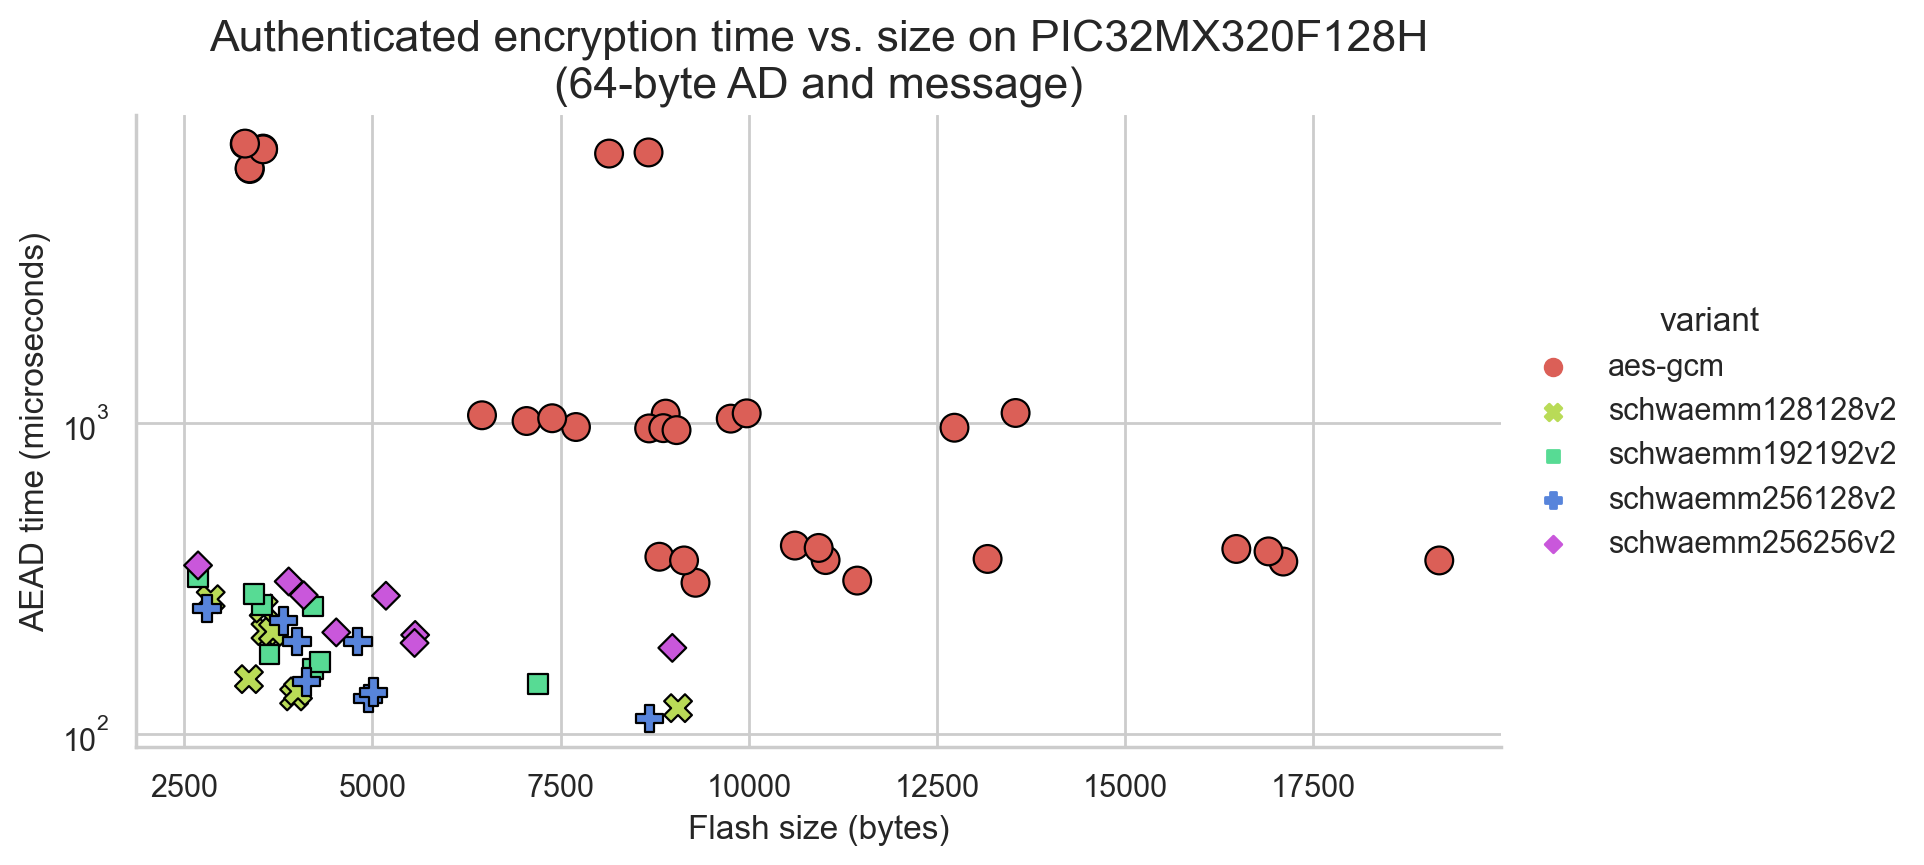 Authenticated encryption time vs. size on PIC32MX320F128H
(64-byte AD and message)
AEAD time (microseconds)
10³
10²
2500 5000 7500 10000 12500 15000 17500
Flash size (bytes)
variant
aes-gcm
schwaemm128128v2
schwaemm192192v2
schwaemm256128v2
schwaemm256256v2